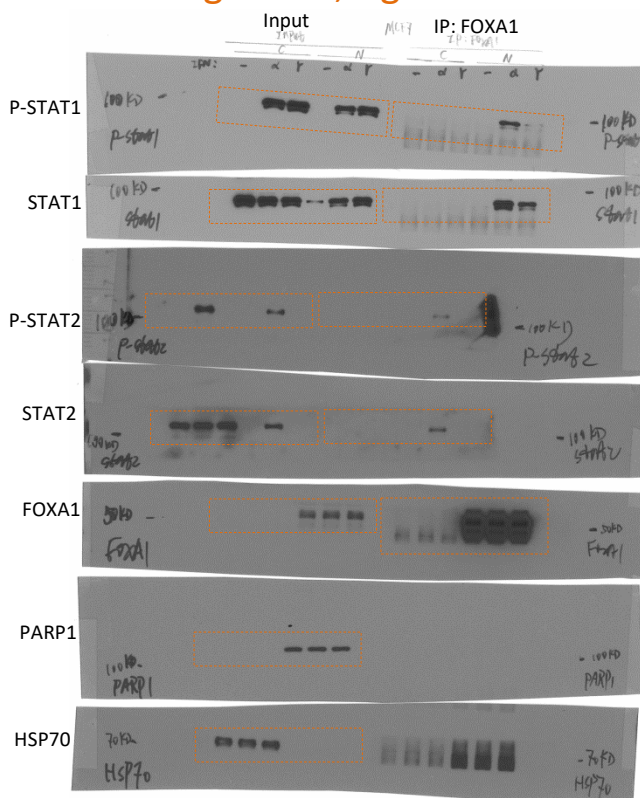 Input
IP: FOXA1
INPUT
MCF7
IP: FOXA1
C
N
C
N
IFN: - α γ - α γ
- α γ - α γ
P-STAT1
100KD -
P-stat1
- 100KD
P-stat1
STAT1
100KD -
Stat1
- 100KD
Stat1
P-STAT2
100KD -
P-Stat2
- 100KD
P-Stat2
STAT2
100KD
Stat2
- 100KD
Stat2
FOXA1
50KD -
FoxA1
- 50KD
FoxA1
PARP1
100KD -
PARP1
- 100KD
PARP1
HSP70
70KD
HSP70
- 70KD
HSP70